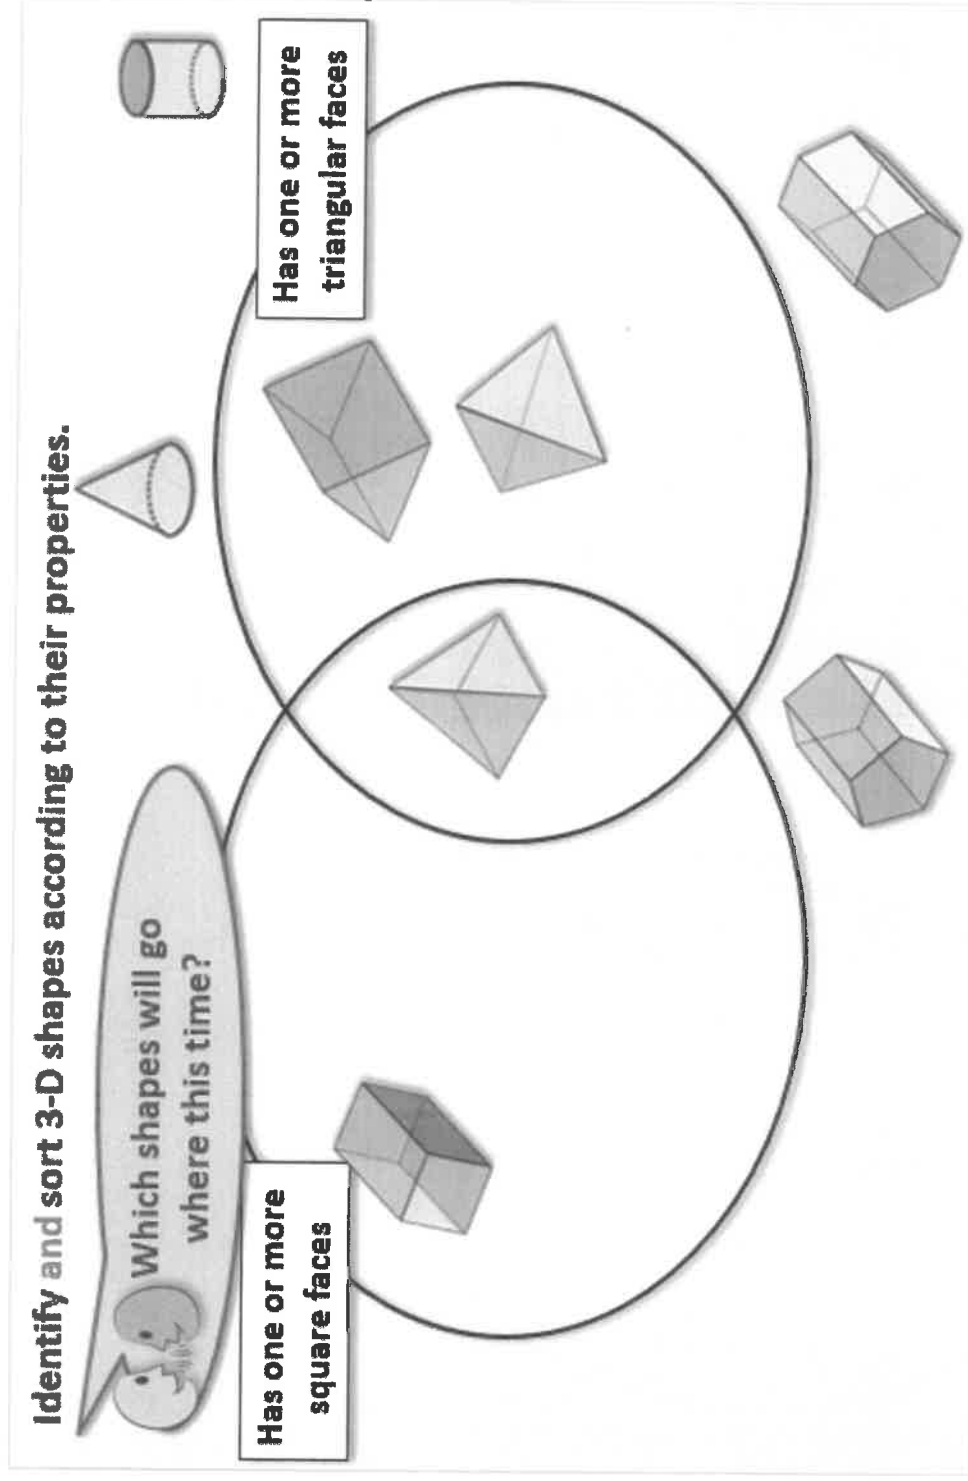 Identify and sort 3-D shapes according to their properties.
Which shapes will go
where this time?
Has one or more
square faces
Has one or more
triangular faces